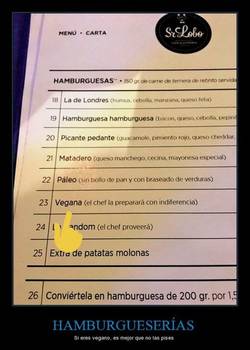 MENÚ - CARTA
Sr. Lobo
HAMBURGUESAS* - 150 gr. de carne de ternera de retinto servida
18 La de Londres (humus, cebolla, manzana, queso feta)
19 Hamburguesa hamburguesa (bacon, queso, cebolla, pepini
20 Picante pedante (guacamole, pimiento rojo, queso cheddar,
21 Matadero (queso manchego, cecina, mayonesa especial)
22 Páleo (sin bollo de pan y con braseado de verduras)
23 Vegana (el chef la preparará con indiferencia)
24 ndom (el chef proveerá)
25 Extra de patatas molonas
26 Conviértela en hamburguesa de 200 gr. por 1,5
HAMBURGUESERÍAS
Si eres vegano, es mejor que no las pises